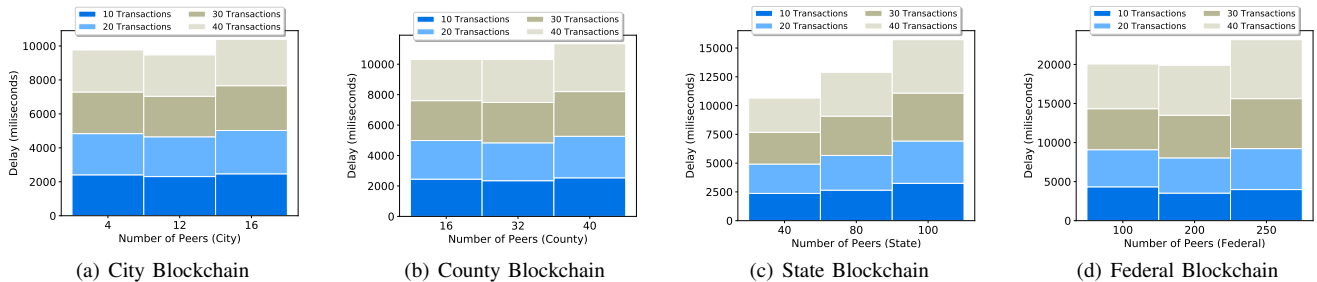 10 Transactions 30 Transactions
20 Transactions 40 Transactions
10000
8000
6000
4000
2000
0
Delay (miliseconds)
4 12 16
Number of Peers (City)
(a) City Blockchain
10 Transactions 30 Transactions
20 Transactions 40 Transactions
10000
8000
6000
4000
2000
0
Delay (miliseconds)
16 32 40
Number of Peers (County)
(b) County Blockchain
10 Transactions 30 Transactions
20 Transactions 40 Transactions
15000
12500
10000
7500
5000
2500
0
Delay (miliseconds)
40 80 100
Number of Peers (State)
(c) State Blockchain
10 Transactions 30 Transactions
20 Transactions 40 Transactions
20000
15000
10000
5000
0
Delay (miliseconds)
100 200 250
Number of Peers (Federal)
(d) Federal Blockchain